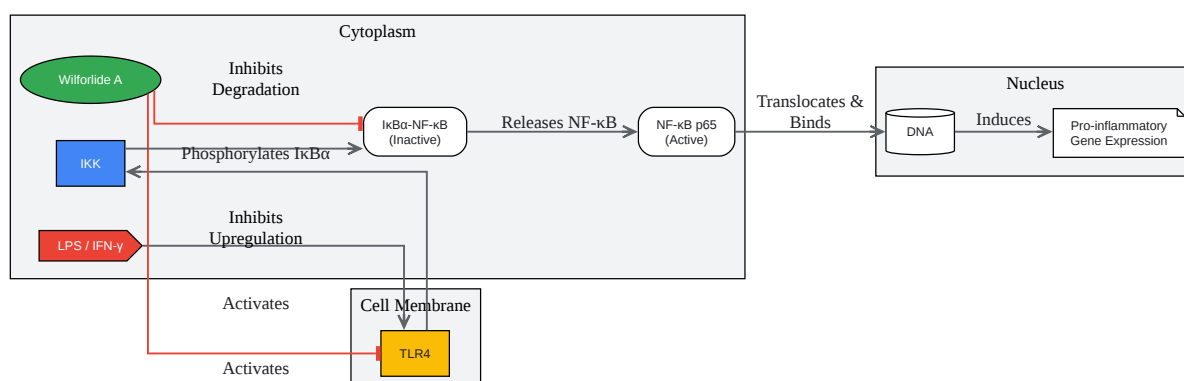 Cytoplasm
Wilforlide A
Inhibits
Degradation
IκBα-NF-κB
(Inactive)
Releases NF-κB
NF-κB p65
(Active)
Translocates &
Binds
Nucleus
DNA
Induces
Pro-inflammatory
Gene Expression
IKK
Phosphorylates IκBα
Inhibits
Upregulation
LPS / IFN-γ
Activates
Cell Membrane
TLR4
Activates